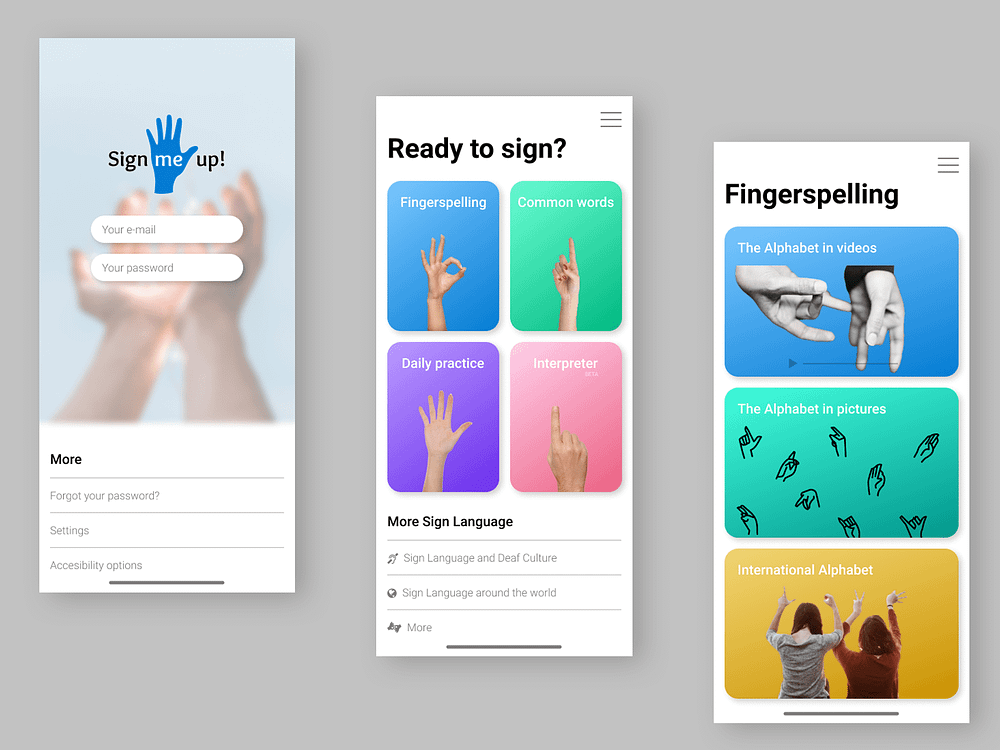 Sign me up!
Your e-mail
Your password
More
Forgot your password?
Settings
Accesibility options
Ready to sign?
Fingerspelling
Common words
Daily practice
Interpreter
BETA
More Sign Language
Sign Language and Deaf Culture
Sign Language around the world
More
Fingerspelling
The Alphabet in videos
The Alphabet in pictures
International Alphabet